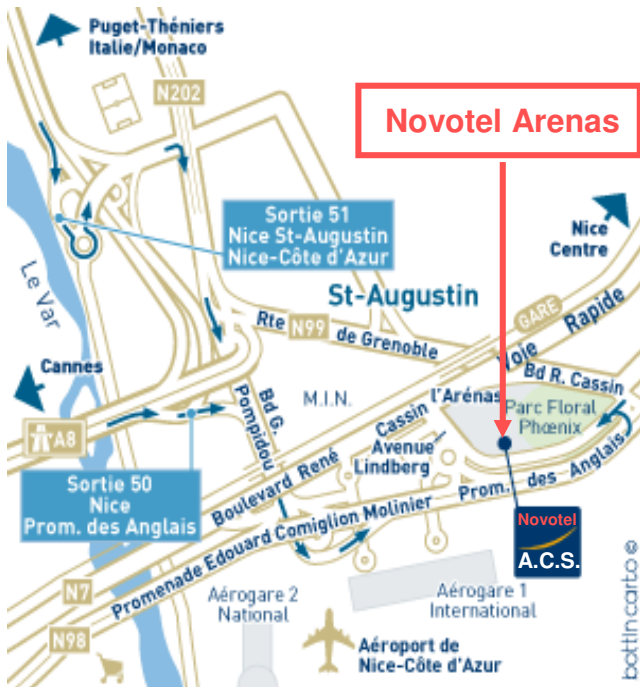 Puget-Théniers
Italie/Monaco
N202
Novotel Arenas
Sortie 51
Nice St-Augustin
Nice-Côte d'Azur
Nice
Centre
Le Var
St-Augustin
GARE
Rte N99 de Grenoble
Voie Rapide
Cannes
Bd R. Cassin
M.I.N.
l'Arénas
Parc Floral
Phœnix
A8
Bd G.
Pompidou
Boulevard René Cassin
Avenue
Lindberg
Sortie 50
Nice
Prom. des Anglais
Promenade Edouard Comiglion Molinier
Prom. des Anglais
Novotel
A.C.S.
N7
N98
Aérogare 2
National
Aérogare 1
International
Aéroport de
Nice-Côte d'Azur
bottin carto ©